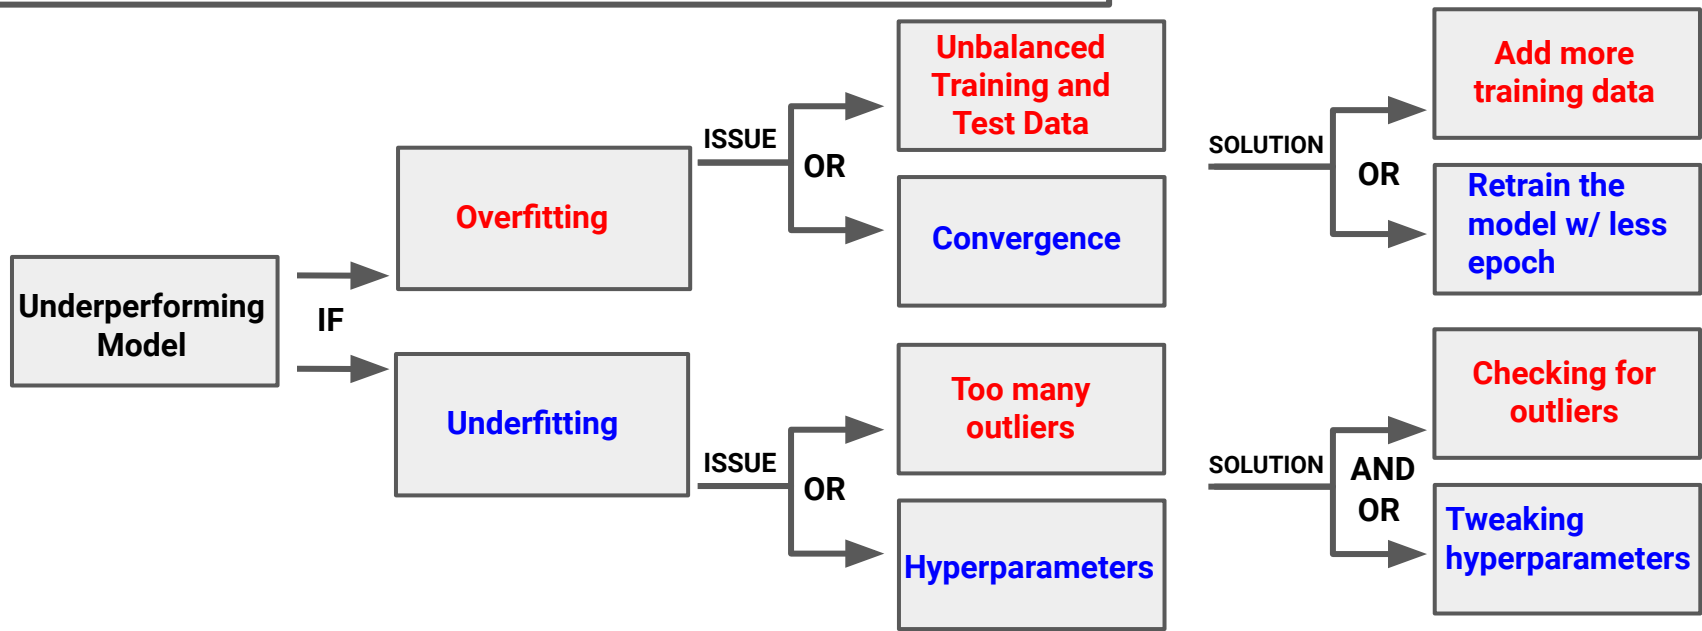 Underperforming
Model
IF
Overfitting
ISSUE
OR
Unbalanced
Training and
Test Data
Convergence
SOLUTION
OR
Add more
training data
Retrain the
model w/ less
epoch
Underfitting
ISSUE
OR
Too many
outliers
Hyperparameters
SOLUTION
AND
OR
Checking for
outliers
Tweaking
hyperparameters